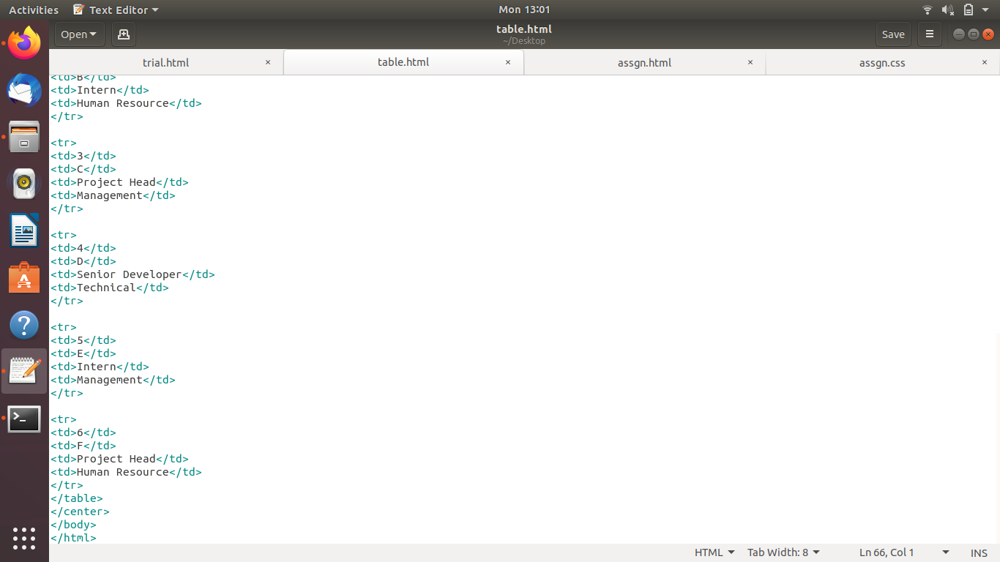 Activities Text Editor Mon 13:01
Open table.html Save
~/Desktop
trial.html × table.html × assgn.html × assgn.css ×
<td>B</td>
<td>Intern</td>
<td>Human Resource</td>
</tr>
<tr>
<td>3</td>
<td>C</td>
<td>Project Head</td>
<td>Management</td>
</tr>
<tr>
<td>4</td>
<td>D</td>
<td>Senior Developer</td>
<td>Technical</td>
</tr>
<tr>
<td>5</td>
<td>E</td>
<td>Intern</td>
<td>Management</td>
</tr>
<tr>
<td>6</td>
<td>F</td>
<td>Project Head</td>
<td>Human Resource</td>
</tr>
</table>
</center>
</body>
</html>
HTML Tab Width: 8 Ln 66, Col 1 INS